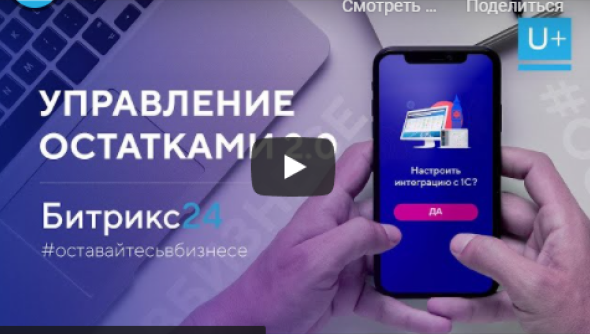 Смотреть ...
Поделиться
U+
УПРАВЛЕНИЕ
ОСТАТКАМИ 2.0
Настроить
интеграцию с 1С?
ДА
Битрикс24
#оставайтесьвбизнесе